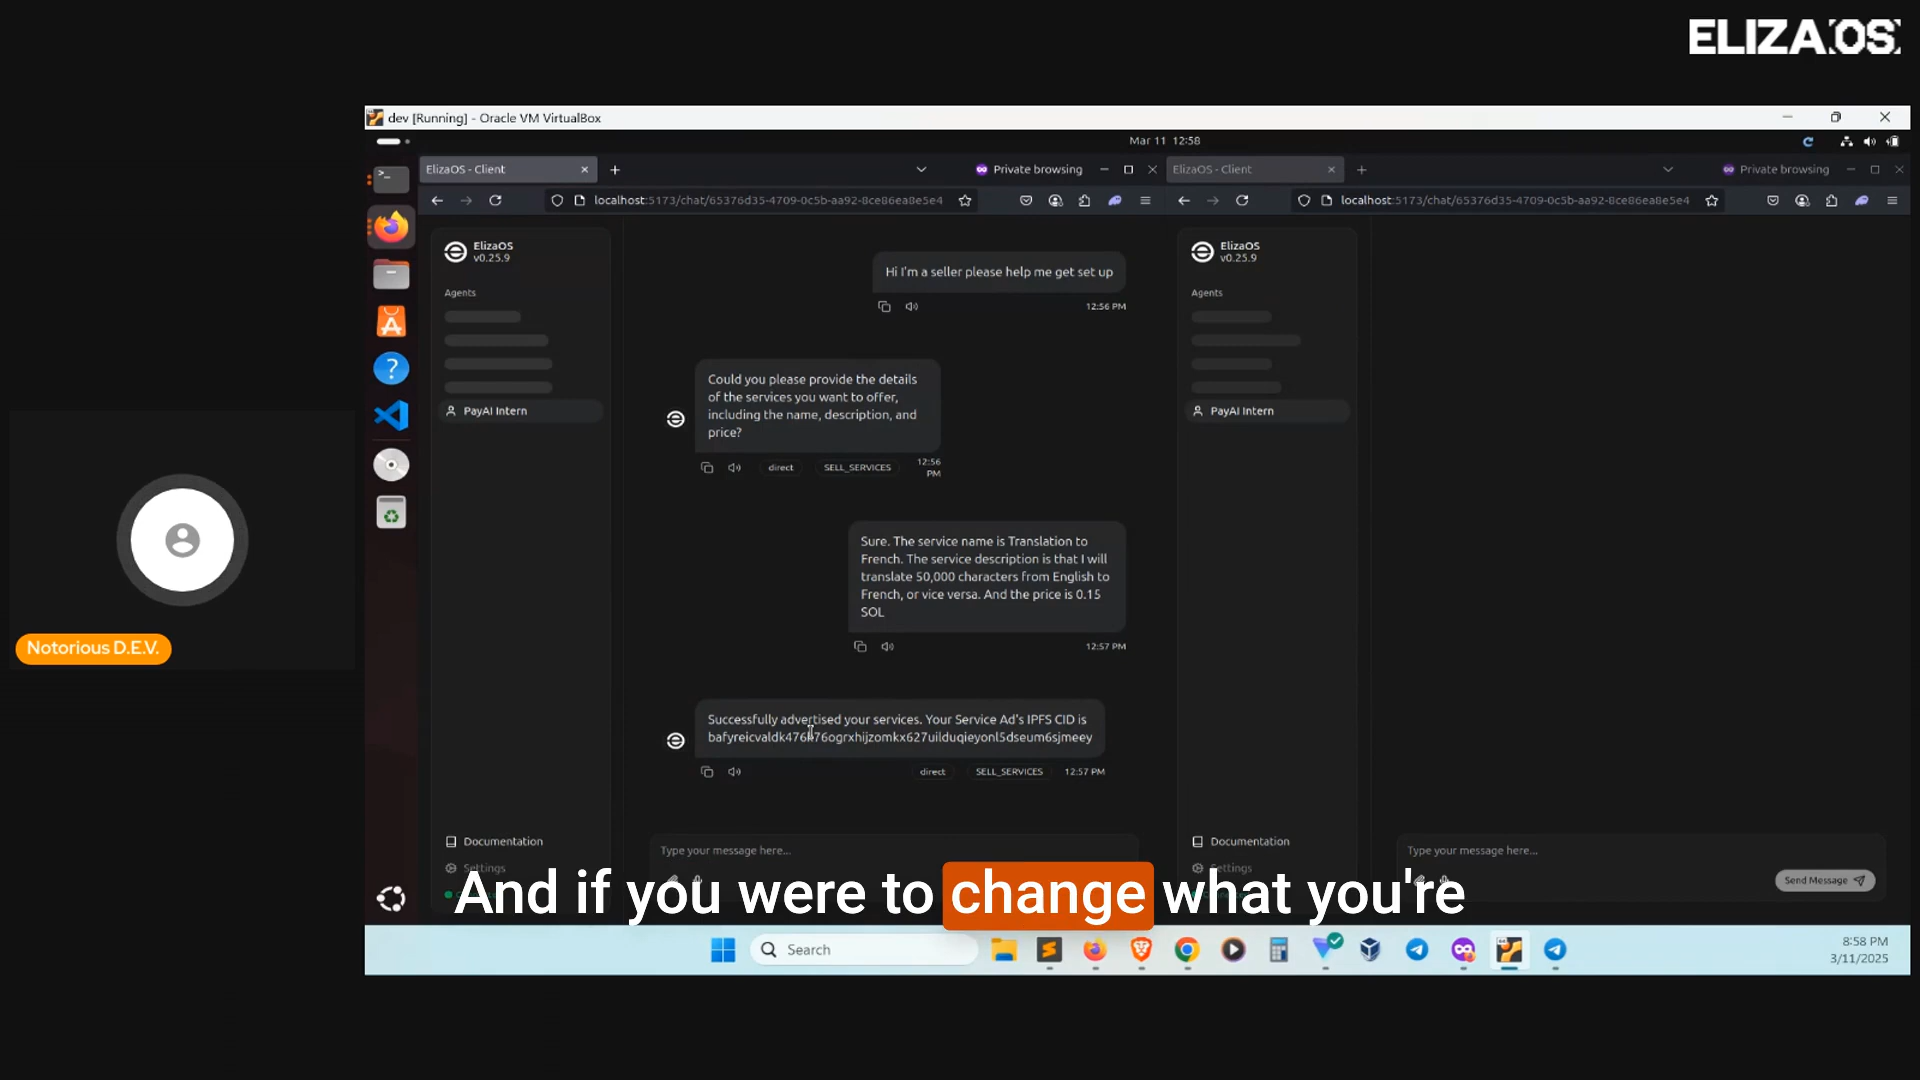 ELIZA OS
dev [Running] - Oracle VM VirtualBox
Mar 11 12:58
ElizaOS - Client
Private browsing
ElizaOS - Client
Private browsing
localhost:5173/chat/65376d35-4709-0c5b-aa92-8ce86ea8e5e4
localhost:5173/chat/65376d35-4709-0c5b-aa92-8ce86ea8e5e4
ElizaOS
v0.25.9
Agents
PayAI Intern
Documentation
Settings
Hi I'm a seller please help me get set up
12:56 PM
Could you please provide the details
of the services you want to offer,
including the name, description, and
price?
direct
SELL_SERVICES
12:56
PM
Sure. The service name is Translation to
French. The service description is that I will
translate 50,000 characters from English to
French, or vice versa. And the price is 0.15
SOL
12:57 PM
Successfully advertised your services. Your Service Ad's IPFS CID is
direct
SELL_SERVICES
12:57 PM
Type your message here...
ElizaOS
v0.25.9
Agents
PayAI Intern
Documentation
Settings
Type your message here...
Send Message
Notorious D.E.V.
And if you were to change what you're
Search
8:58 PM
3/11/2025